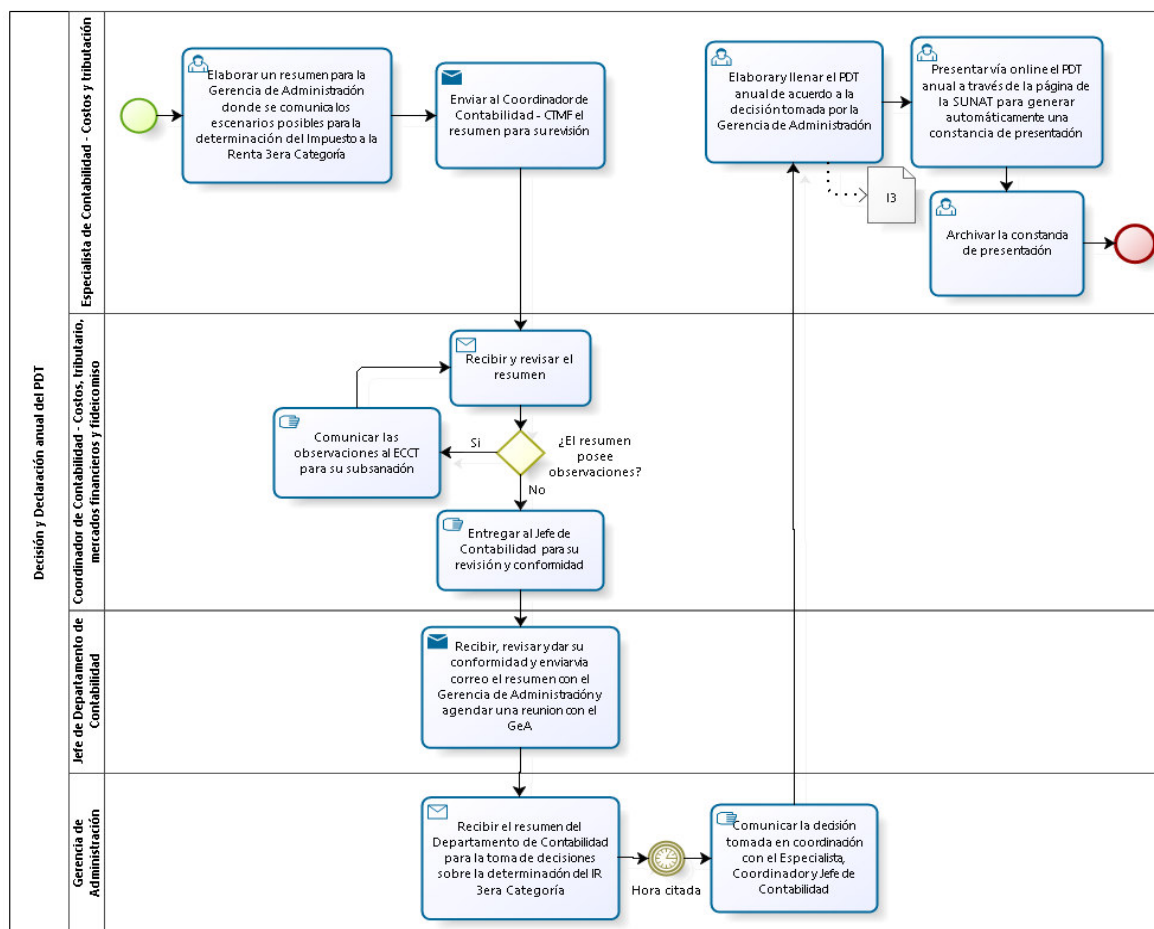 Decisión y Declaración anual del PDT
Especialista de Contabilidad - Costos y tributación
Elaborar un resumen para la
Gerencia de Administración
donde se comunica los
escenarios posibles para la
determinación del Impuesto a la
Renta 3era Categoría
Enviar al Coordinador de
Contabilidad - CTMF el
resumen para su revisión
Elaborar y llenar el PDT
anual de acuerdo a la
decisión tomada por la
Gerencia de Administración
I3
Presentar vía online el PDT
anual a través de la página de
la SUNAT para generar
automáticamente una
constancia de presentación
Archivar la constancia
de presentación
Coordinador de Contabilidad - Costos, tributario,
mercados financieros y fideicomiso
Recibir y revisar el
resumen
Comunicar las
observaciones al ECCT
para su subsanación
Si
¿El resumen
posee
observaciones?
No
Entregar al Jefe de
Contabilidad para su
revisión y conformidad
Jefe de Departamento de
Contabilidad
Recibir, revisar y dar su
conformidad y enviar vía
correo el resumen con el
Gerencia de Administración y
agendar una reunion con el
GeA
Gerencia de
Administración
Recibir el resumen del
Departamento de Contabilidad
para la toma de decisiones
sobre la determinación del IR
3era Categoría
Hora citada
Comunicar la decisión
tomada en coordinación
con el Especialista,
Coordinador y Jefe de
Contabilidad